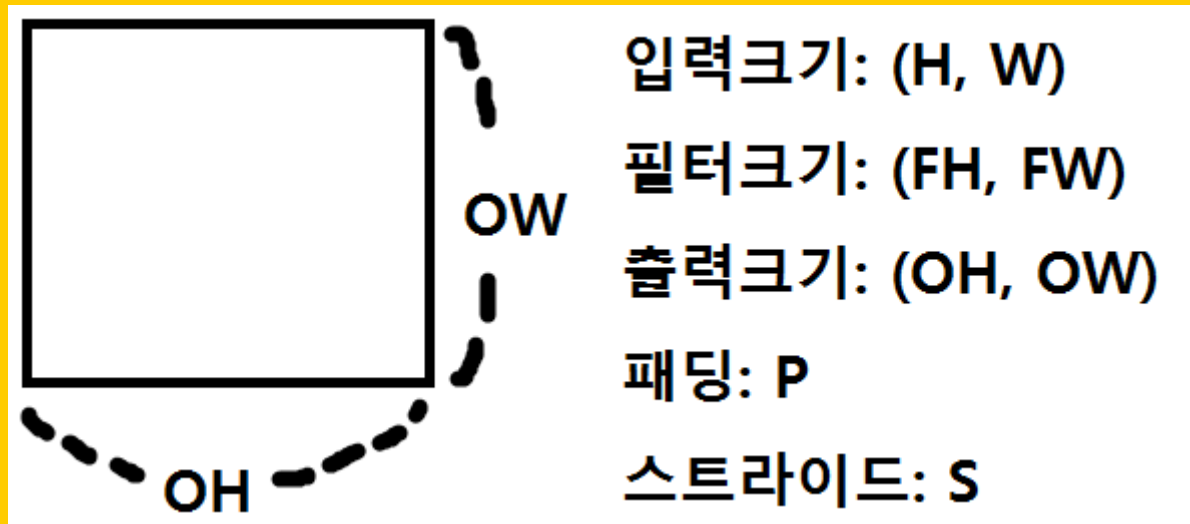 입력크기: (H, W)
필터크기: (FH, FW)
OW
출력크기: (OH, OW)
패딩: P
스트라이드: S
OH